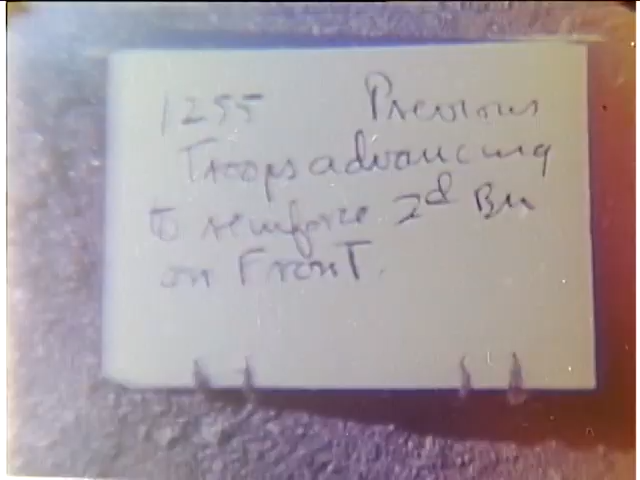 1255 Previous
Troops advancing
to reinforce 2d Bn
on Front.